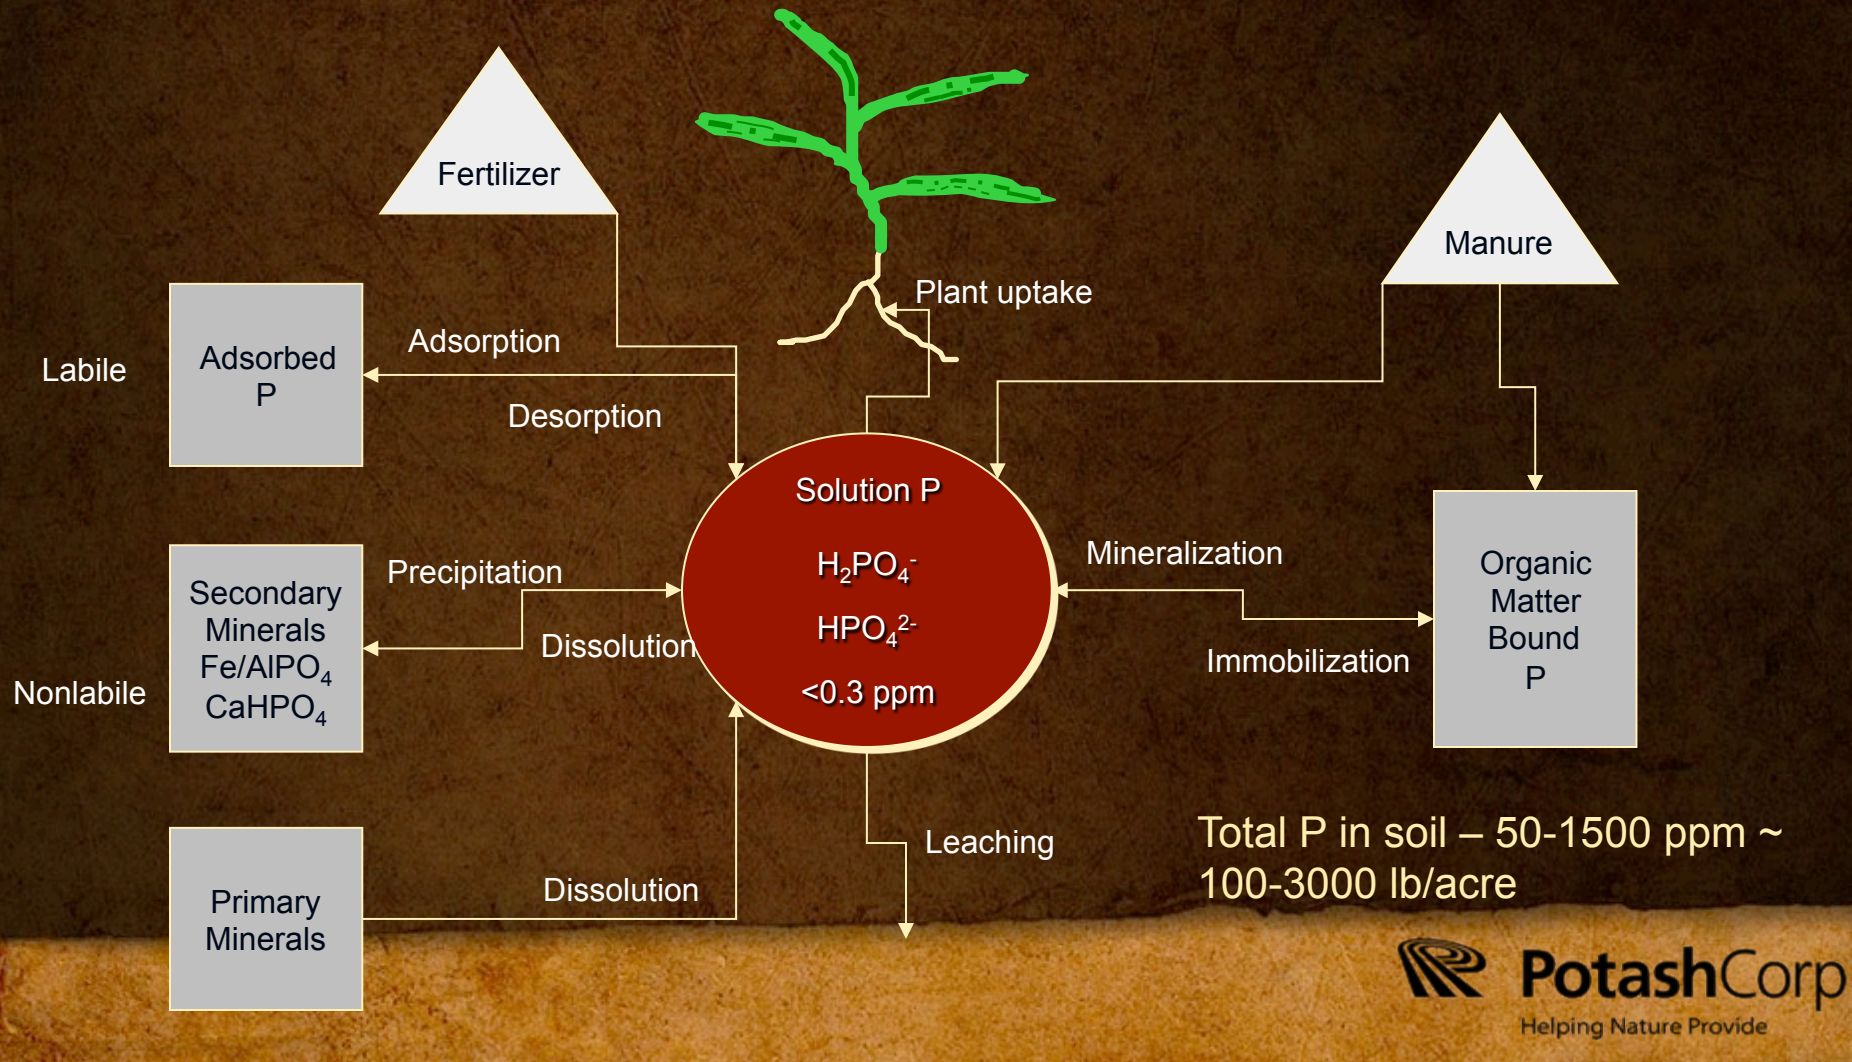 Fertilizer
Manure
Plant uptake
Labile
Adsorbed
P
Adsorption
Desorption
Solution P
H₂PO₄⁻
HPO₄²⁻
<0.3 ppm
Precipitation
Dissolution
Mineralization
Immobilization
Organic
Matter
Bound
P
Nonlabile
Secondary
Minerals
Fe/AlPO₄
CaHPO₄
Leaching
Dissolution
Primary
Minerals
Total P in soil – 50-1500 ppm ~
100-3000 lb/acre
PotashCorp
Helping Nature Provide